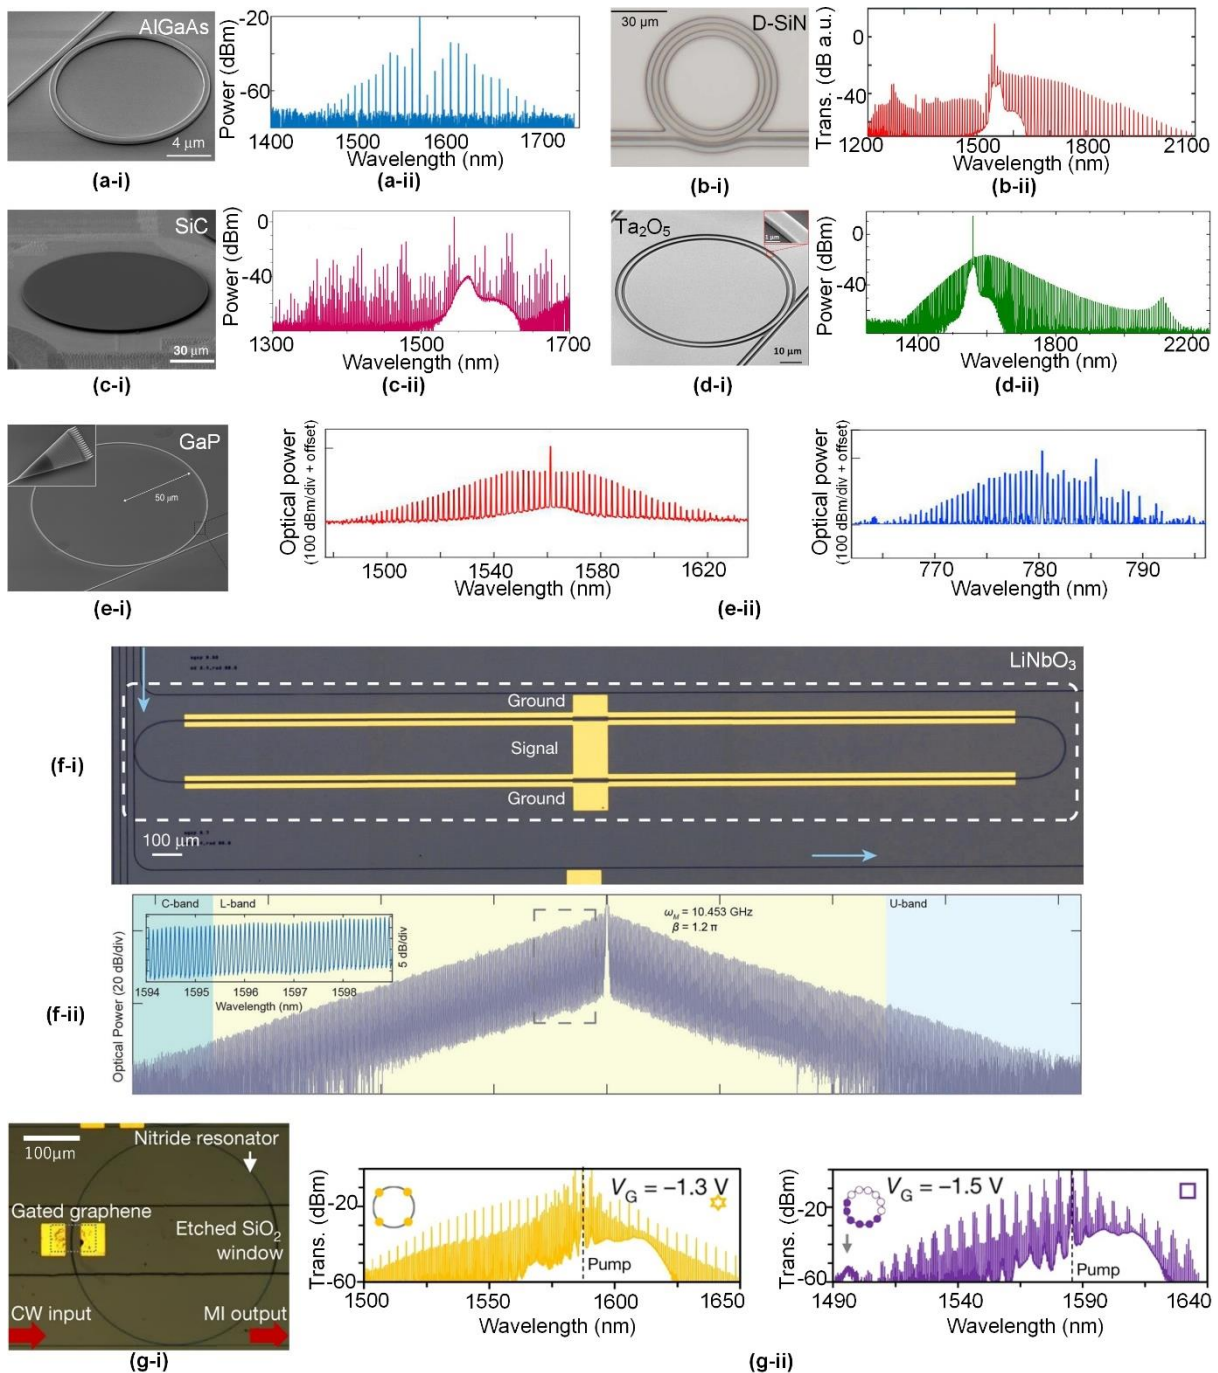 AlGaAs
4 μm
(a-i)
Power (dBm)
-20
-60
1400
1500
1600
1700
Wavelength (nm)
(a-ii)
30 μm
D-SiN
(b-i)
Trans. (dB a.u.)
0
-40
1200
1500
1800
2100
Wavelength (nm)
(b-ii)
SiC
30 μm
(c-i)
Power (dBm)
0
-40
1300
1500
1700
Wavelength (nm)
(c-ii)
Ta₂O₅
1 μm
10 μm
(d-i)
Power (dBm)
0
-40
1400
1800
2200
Wavelength (nm)
(d-ii)
GaP
50 μm
(e-i)
Optical power
(100 dBm/div + offset)
1500
1540
1580
1620
Wavelength (nm)
Optical power
(100 dBm/div + offset)
770
780
790
Wavelength (nm)
(e-ii)
LiNbO₃
Ground
Signal
Ground
100 μm
(f-i)
C-band
L-band
U-band
ω_M = 10.453 GHz
β = 1.2 π
5 dB/div
1594
1595
1596
1597
1598
Wavelength (nm)
Optical Power (20 dB/div)
(f-ii)
100μm
Nitride resonator
Gated graphene
Etched SiO₂
window
CW input
MI output
(g-i)
Trans. (dBm)
-20
-60
V_G = −1.3 V
Pump
1500
1550
1600
1650
Wavelength (nm)
Trans. (dBm)
-20
-60
V_G = −1.5 V
Pump
1490
1540
1590
1640
Wavelength (nm)
(g-ii)